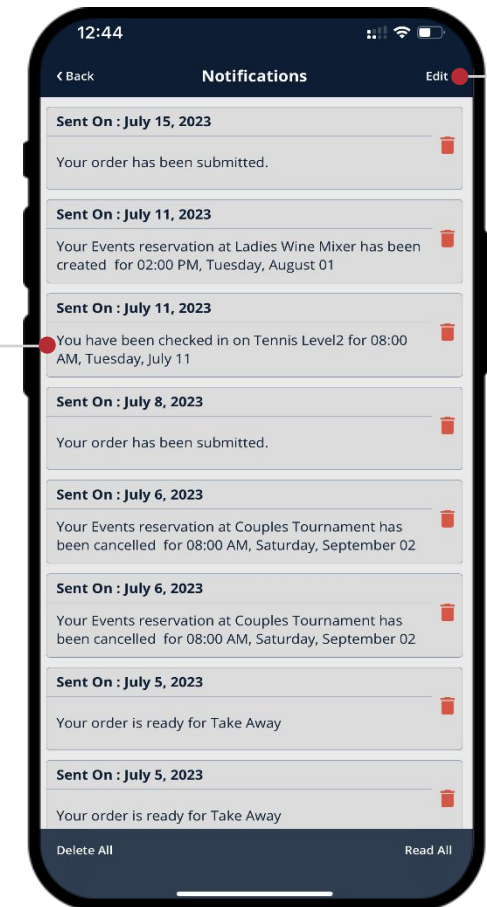 12:44
Back Notifications Edit
Sent On : July 15, 2023
Your order has been submitted.
Sent On : July 11, 2023
Your Events reservation at Ladies Wine Mixer has been
created  for 02:00 PM, Tuesday, August 01
Sent On : July 11, 2023
You have been checked in on Tennis Level2 for 08:00
AM, Tuesday, July 11
Sent On : July 8, 2023
Your order has been submitted.
Sent On : July 6, 2023
Your Events reservation at Couples Tournament has
been cancelled  for 08:00 AM, Saturday, September 02
Sent On : July 6, 2023
Your Events reservation at Couples Tournament has
been cancelled  for 08:00 AM, Saturday, September 02
Sent On : July 5, 2023
Your order is ready for Take Away
Sent On : July 5, 2023
Your order is ready for Take Away
Delete All Read All